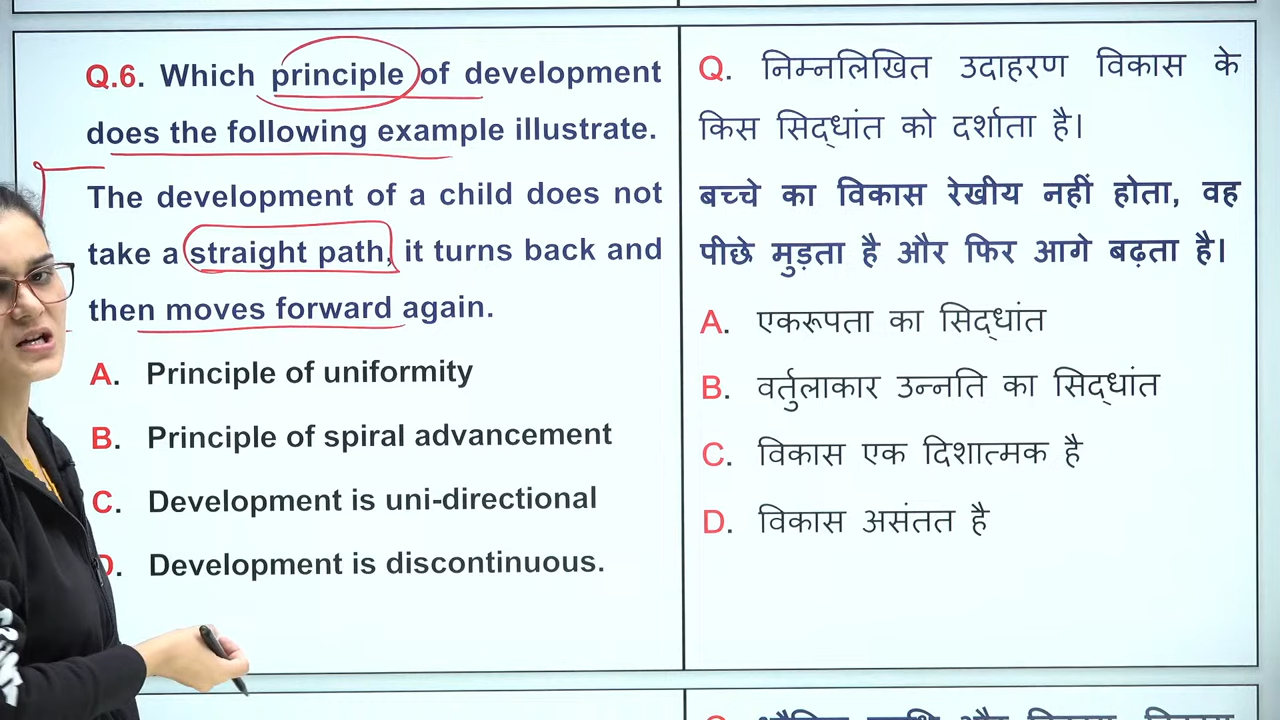 Q.6. Which principle of development
does the following example illustrate.
The development of a child does not
take a straight path, it turns back and
then moves forward again.
A. Principle of uniformity
B. Principle of spiral advancement
C. Development is uni-directional
D. Development is discontinuous.
Q. निम्नलिखित उदाहरण विकास के
किस सिद्धांत को दर्शाता है।
बच्चे का विकास रेखीय नहीं होता, वह
पीछे मुड़ता है और फिर आगे बढ़ता है।
A. एकरूपता का सिद्धांत
B. वर्तुलाकार उन्नति का सिद्धांत
C. विकास एक दिशात्मक है
D. विकास असंतत है